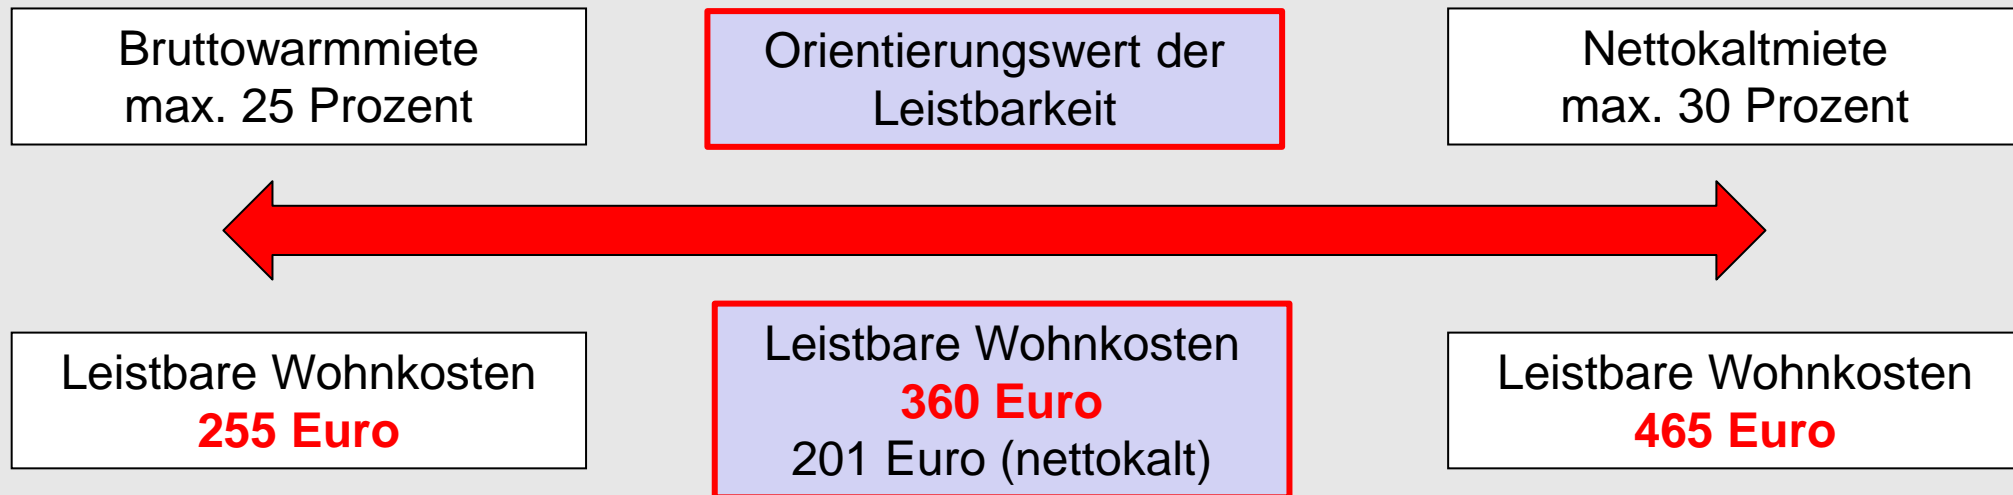 Bruttowarmmiete
max. 25 Prozent
Orientierungswert der
Leistbarkeit
Nettokaltmiete
max. 30 Prozent
Leistbare Wohnkosten
255 Euro
Leistbare Wohnkosten
360 Euro
201 Euro (nettokalt)
Leistbare Wohnkosten
465 Euro